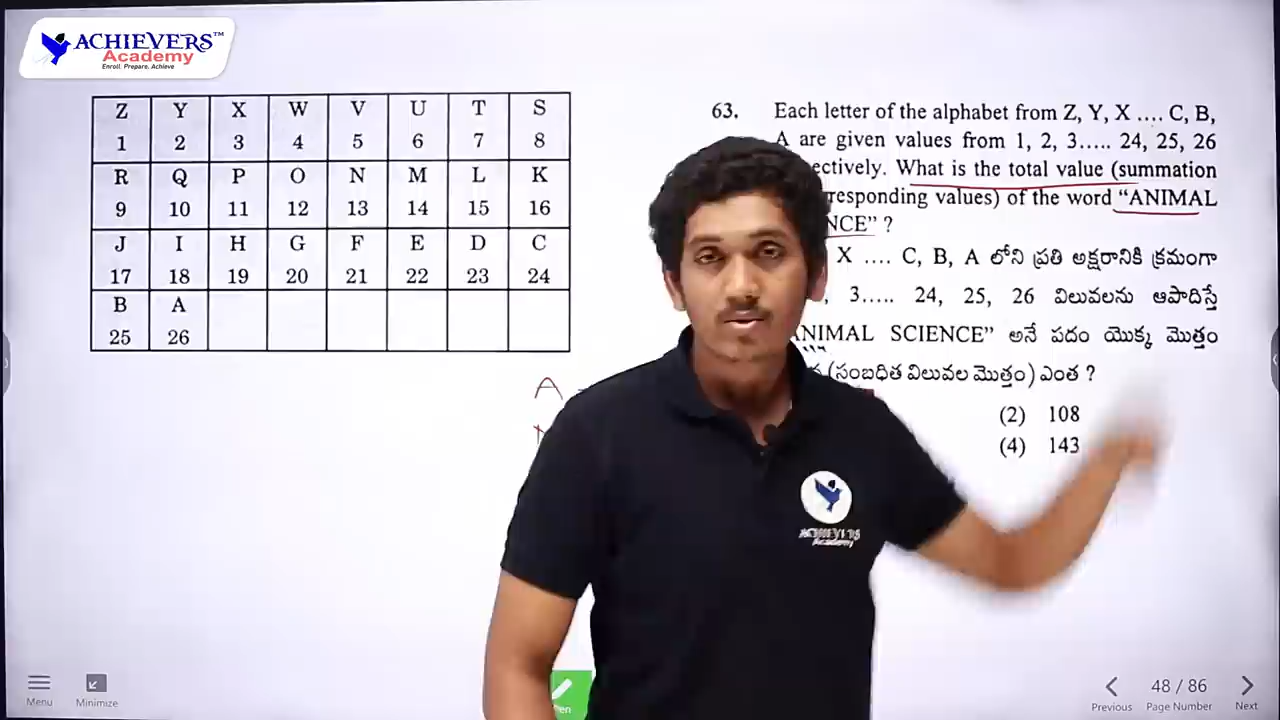 ACHIEVERS™
Academy
Enroll. Prepare. Achieve
Z Y X W V U T S
1 2 3 4 5 6 7 8
R Q P O N M L K
9 10 11 12 13 14 15 16
J I H G F E D C
17 18 19 20 21 22 23 24
B A
25 26
63. Each letter of the alphabet from Z, Y, X .... C, B,
A are given values from 1, 2, 3..... 24, 25, 26
ectively. What is the total value (summation
responding values) of the word “ANIMAL
NCE” ?
X .... C, B, A లోని ప్రతి అక్షరానికి క్రమంగా
3..... 24, 25, 26 విలువలను ఆపాదిస్తే
ANIMAL SCIENCE” అనే పదం యొక్క మొత్తం
(సంబధిత విలువల మొత్తం) ఎంత ?
(2) 108
(4) 143
A
ACHIEVERS
Academy
Menu
Minimize
Pen
48 / 86
Previous Page Number Next